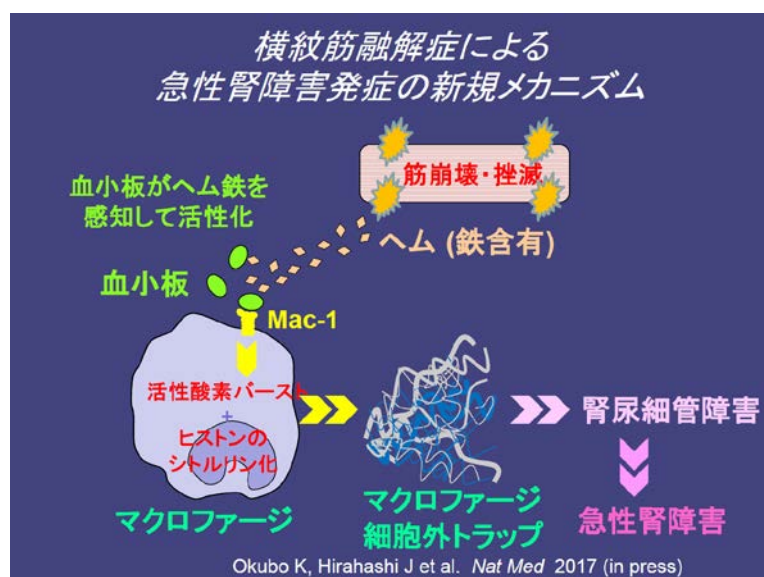 横紋筋融解症による
急性腎障害発症の新規メカニズム
筋崩壊・挫滅
血小板がヘム鉄を
感知して活性化
ヘム (鉄含有)
血小板
Mac-1
活性酸素バースト
+
ヒストンの
シトルリン化
腎尿細管障害
マクロファージ
マクロファージ
細胞外トラップ
急性腎障害
Okubo K, Hirahashi J et al. Nat Med 2017 (in press)